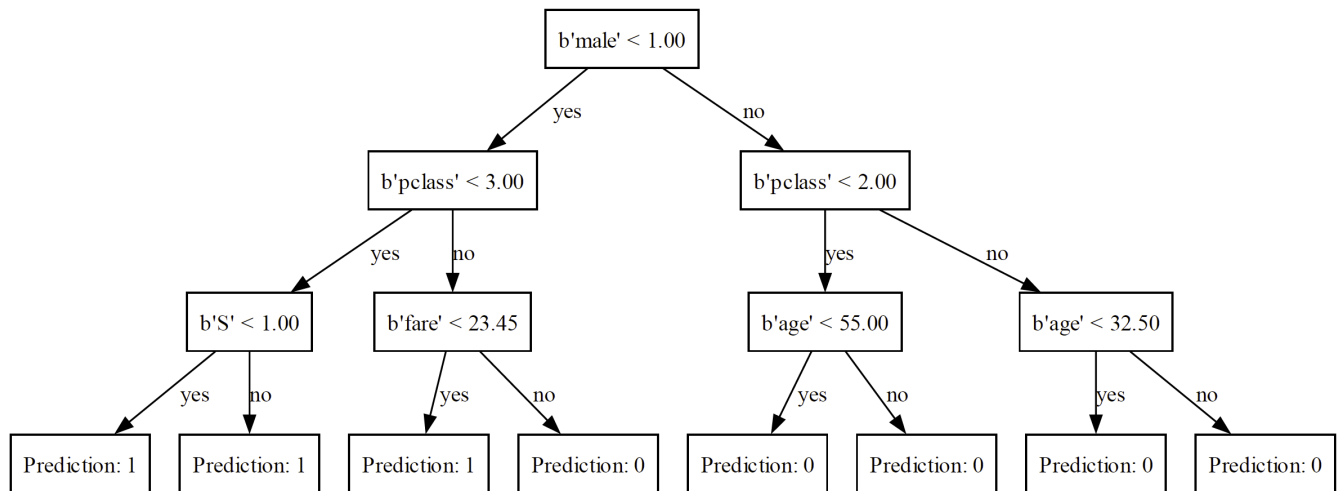 b'male' < 1.00
yes
no
b'pclass' < 3.00
b'pclass' < 2.00
yes
no
yes
no
b'S' < 1.00
b'fare' < 23.45
b'age' < 55.00
b'age' < 32.50
yes
no
yes
no
yes
no
yes
no
Prediction: 1
Prediction: 1
Prediction: 1
Prediction: 0
Prediction: 0
Prediction: 0
Prediction: 0
Prediction: 0